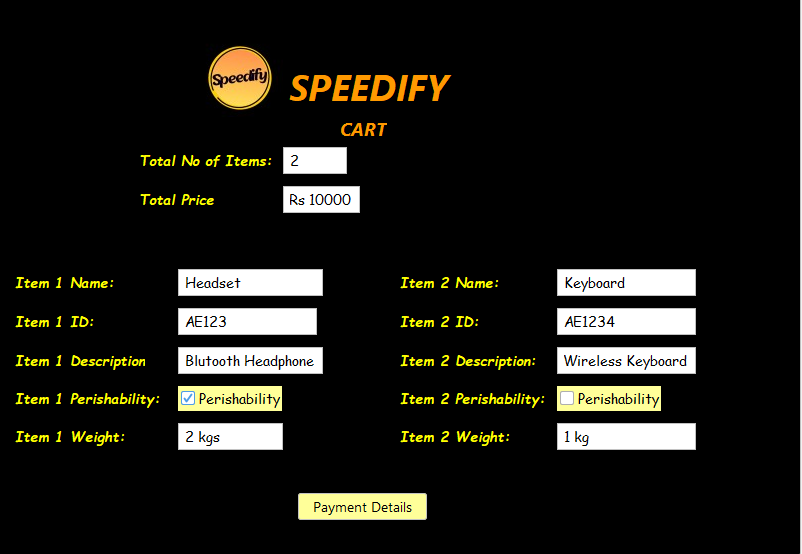 Speedify
SPEEDIFY
CART
Total No of Items: 2
Total Price Rs 10000
Item 1 Name: Headset Item 2 Name: Keyboard
Item 1 ID: AE123 Item 2 ID: AE1234
Item 1 Description Blutooth Headphone Item 2 Description: Wireless Keyboard
Item 1 Perishability: Perishability Item 2 Perishability: Perishability
Item 1 Weight: 2 kgs Item 2 Weight: 1 kg
Payment Details